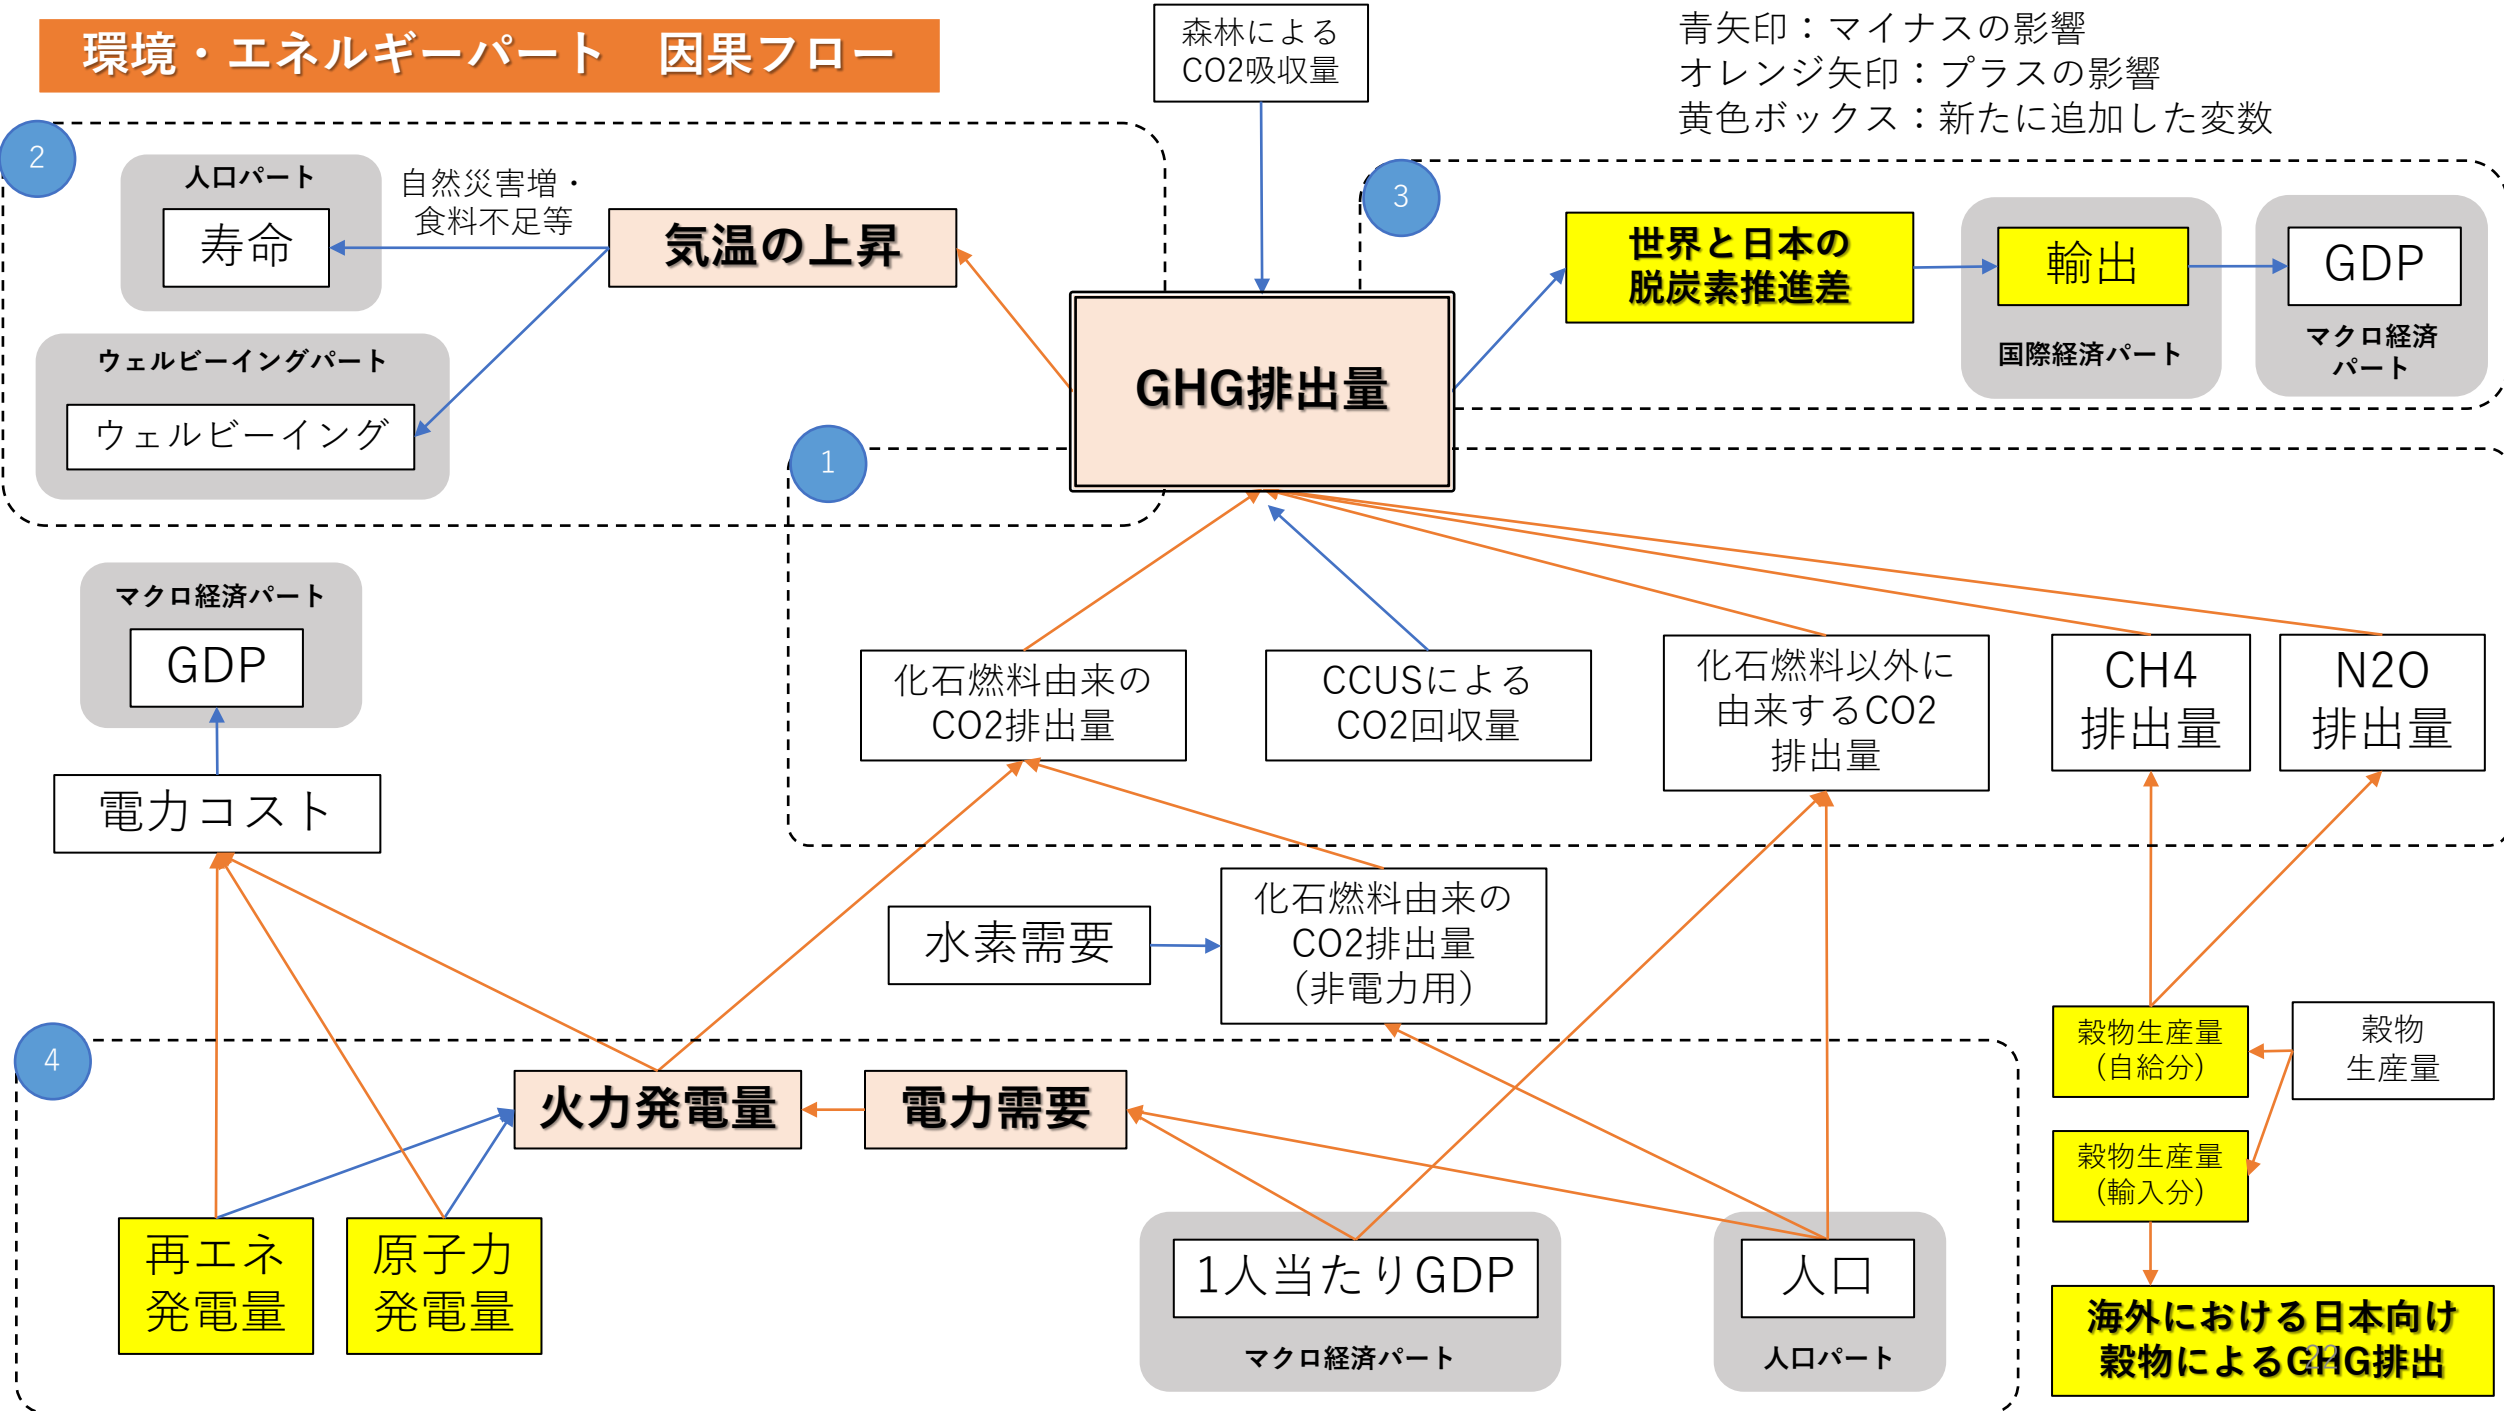 環境・エネルギーパート　因果フロー
森林による
CO2吸収量
青矢印：マイナスの影響
オレンジ矢印：プラスの影響
黄色ボックス：新たに追加した変数
2
人口パート
寿命
自然災害増・
食料不足等
気温の上昇
ウェルビーイングパート
ウェルビーイング
3
世界と日本の
脱炭素推進差
輸出
国際経済パート
GDP
マクロ経済
パート
GHG排出量
1
マクロ経済パート
GDP
電力コスト
化石燃料由来の
CO2排出量
CCUSによる
CO2回収量
化石燃料以外に
由来するCO2
排出量
CH4
排出量
N2O
排出量
水素需要
化石燃料由来の
CO2排出量
（非電力用）
4
火力発電量
電力需要
再エネ
発電量
原子力
発電量
1人当たりGDP
マクロ経済パート
人口
人口パート
穀物生産量
（自給分）
穀物
生産量
穀物生産量
（輸入分）
海外における日本向け
穀物によるGHG排出
22